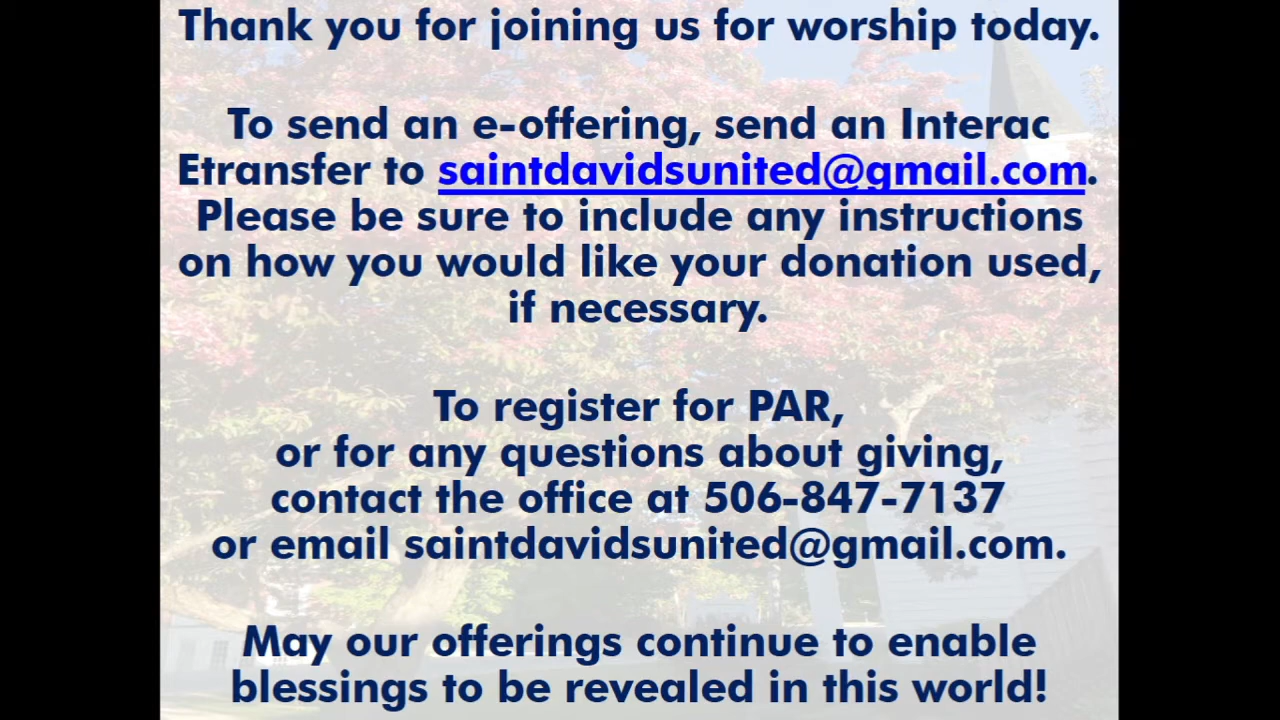 Thank you for joining us for worship today.
To send an e-offering, send an Interac
Etransfer to saintdavidsunited@gmail.com.
Please be sure to include any instructions
on how you would like your donation used,
if necessary.
To register for PAR,
or for any questions about giving,
contact the office at 506-847-7137
or email saintdavidsunited@gmail.com.
May our offerings continue to enable
blessings to be revealed in this world!